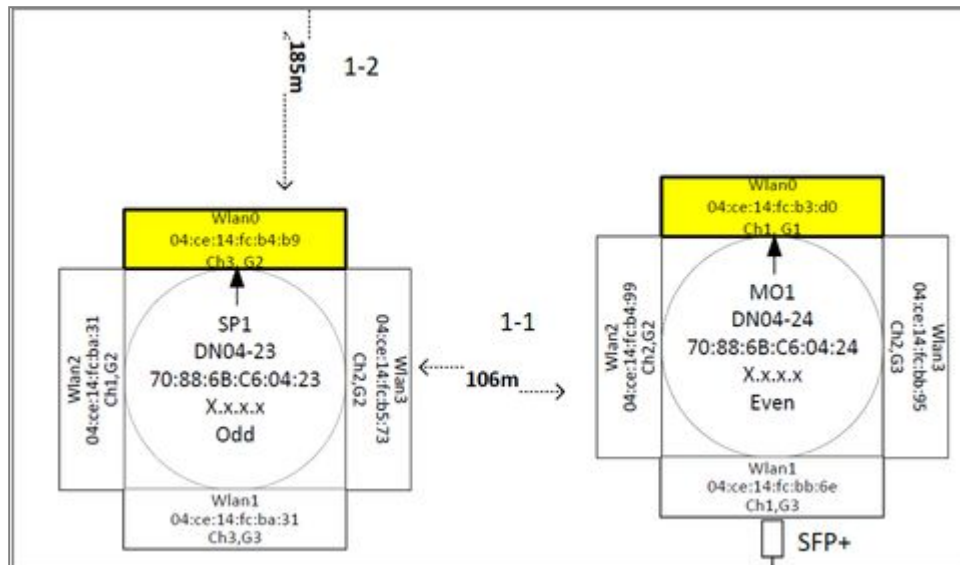 185m
1-2
Wlan0
04:ce:14:fc:b4:b9
Ch3, G2
Wlan2
04:ce:14:fc:ba:31
Ch1,G2
SP1
DN04-23
70:88:6B:C6:04:23
X.x.x.x
Odd
Wlan3
04:ce:14:fc:b5:73
Ch2,G2
Wlan1
04:ce:14:fc:ba:31
Ch3,G3
1-1
106m
Wlan0
04:ce:14:fc:b3:d0
Ch1, G1
Wlan2
04:ce:14:fc:b4:99
Ch2,G2
MO1
DN04-24
70:88:6B:C6:04:24
X.x.x.x
Even
Wlan3
04:ce:14:fc:bb:95
Ch2,G3
Wlan1
04:ce:14:fc:bb:6e
Ch1,G3
SFP+